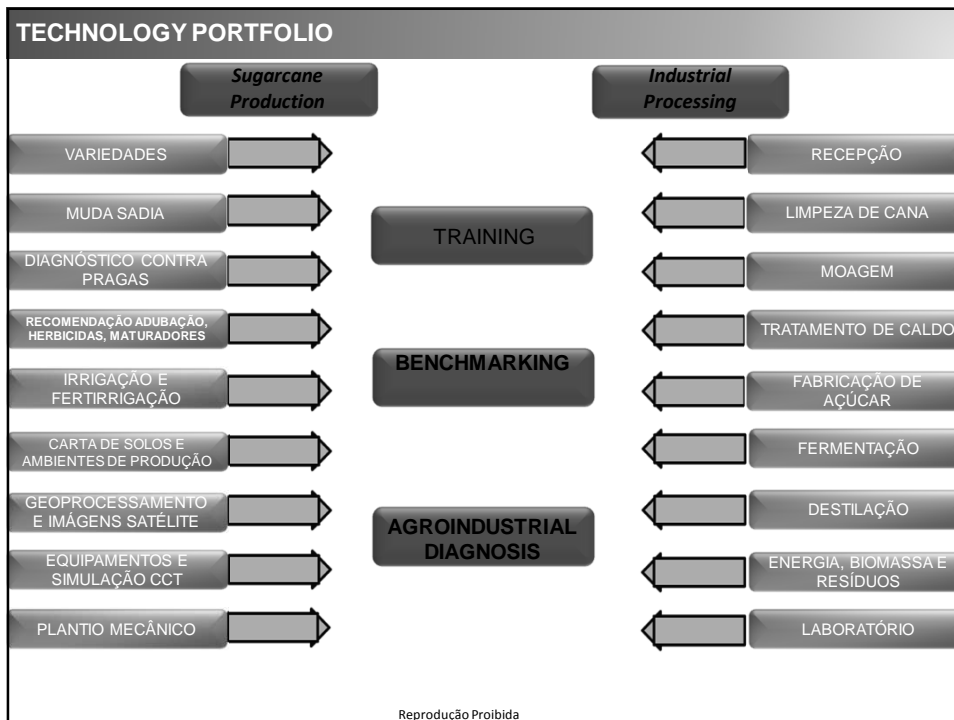 TECHNOLOGY PORTFOLIO
Sugarcane
Production
Industrial
Processing
VARIEDADES
MUDA SADIA
DIAGNÓSTICO CONTRA
PRAGAS
RECOMENDAÇÃO ADUBAÇÃO,
HERBICIDAS, MATURADORES
IRRIGAÇÃO E
FERTIRRIGAÇÃO
CARTA DE SOLOS E
AMBIENTES DE PRODUÇÃO
GEOPROCESSAMENTO
E IMÁGENS SATÉLITE
EQUIPAMENTOS E
SIMULAÇÃO CCT
PLANTIO MECÂNICO
TRAINING
BENCHMARKING
AGROINDUSTRIAL
DIAGNOSIS
RECEPÇÃO
LIMPEZA DE CANA
MOAGEM
TRATAMENTO DE CALDO
FABRICAÇÃO DE
AÇÚCAR
FERMENTAÇÃO
DESTILAÇÃO
ENERGIA, BIOMASSA E
RESÍDUOS
LABORATÓRIO
Reprodução Proibida